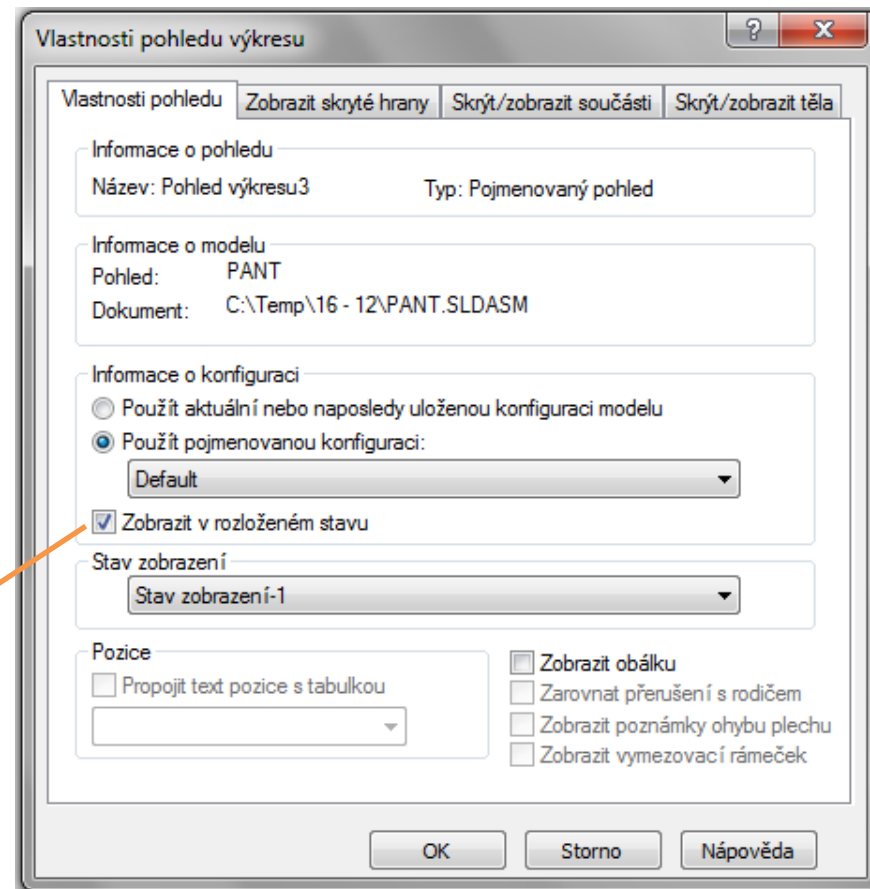 Vlastnosti pohledu výkresu
Vlastnosti pohledu Zobrazit skryté hrany Skrýt/zobrazit součásti Skrýt/zobrazit těla
Informace o pohledu
Název: Pohled výkresu3 Typ: Pojmenovaný pohled
Informace o modelu
Pohled: PANT
Dokument: C:\Temp\16 - 12\PANT.SLDASM
Informace o konfiguraci
Použít aktuální nebo naposledy uloženou konfiguraci modelu
Použít pojmenovanou konfiguraci:
Default
Zobrazit v rozloženém stavu
Stav zobrazení
Stav zobrazení-1
Pozice
Propojit text pozice s tabulkou
Zobrazit obálku
Zarovnat přerušení s rodičem
Zobrazit poznámky ohybu plechu
Zobrazit vymezovací rámeček
OK Storno Nápověda